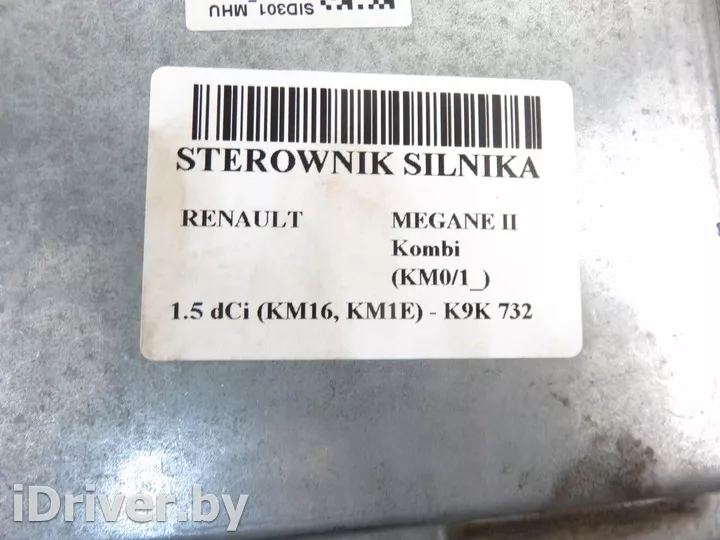 SID301_MHU
STEROWNIK SILNIKA
RENAULT MEGANE II
Kombi
(KM0/1_)
1.5 dCi (KM16, KM1E) - K9K 732
iDriver.by